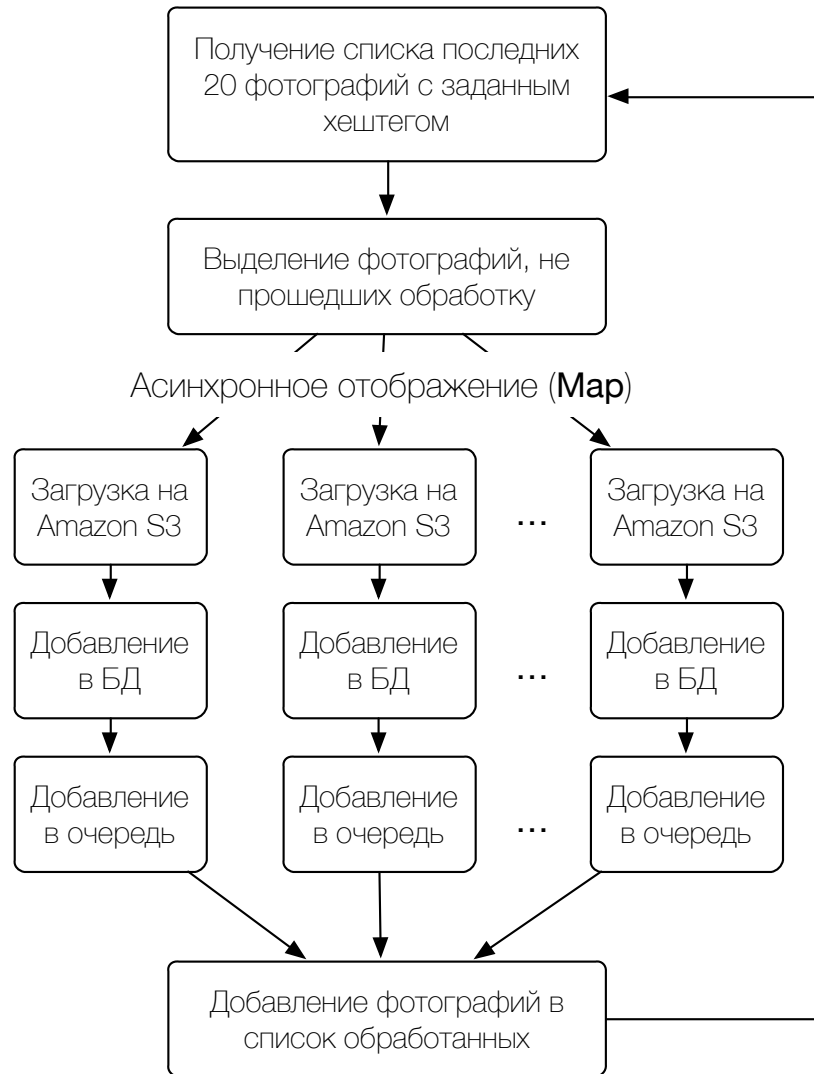 Получение списка последних
20 фотографий с заданным
хештегом
Выделение фотографий, не
прошедших обработку
Асинхронное отображение (Map)
Загрузка на
Amazon S3
Загрузка на
Amazon S3
...
Загрузка на
Amazon S3
Добавление
в БД
Добавление
в БД
...
Добавление
в БД
Добавление
в очередь
Добавление
в очередь
...
Добавление
в очередь
Добавление фотографий в
список обработанных